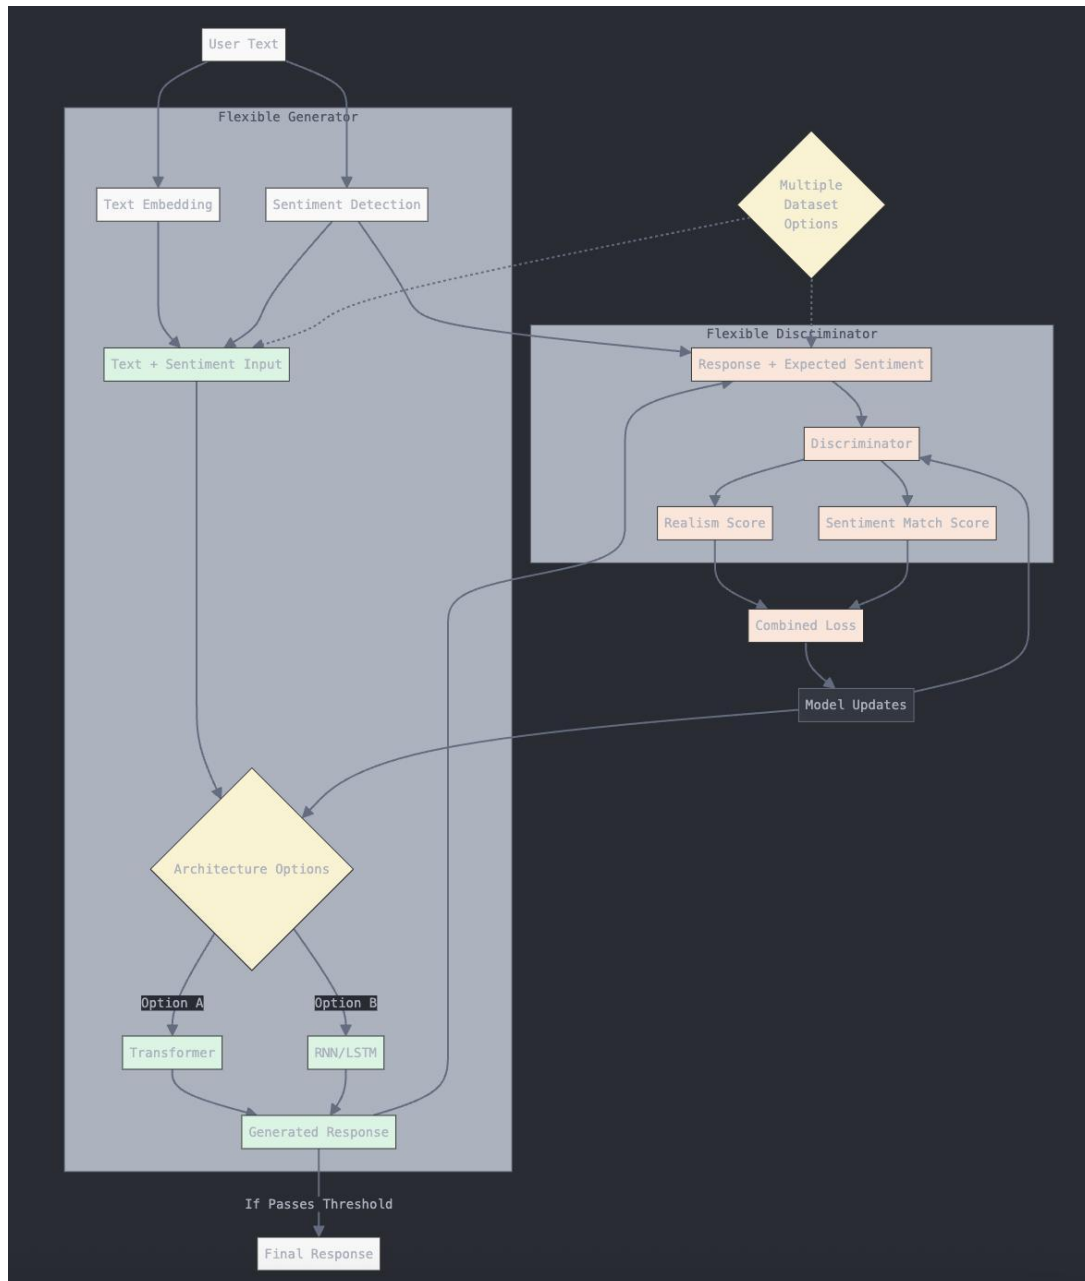 User Text
Flexible Generator
Text Embedding
Sentiment Detection
Multiple
Dataset
Options
Flexible Discriminator
Text + Sentiment Input
Response + Expected Sentiment
Discriminator
Realism Score
Sentiment Match Score
Combined Loss
Model Updates
Architecture Options
Option A
Option B
Transformer
RNN/LSTM
Generated Response
If Passes Threshold
Final Response